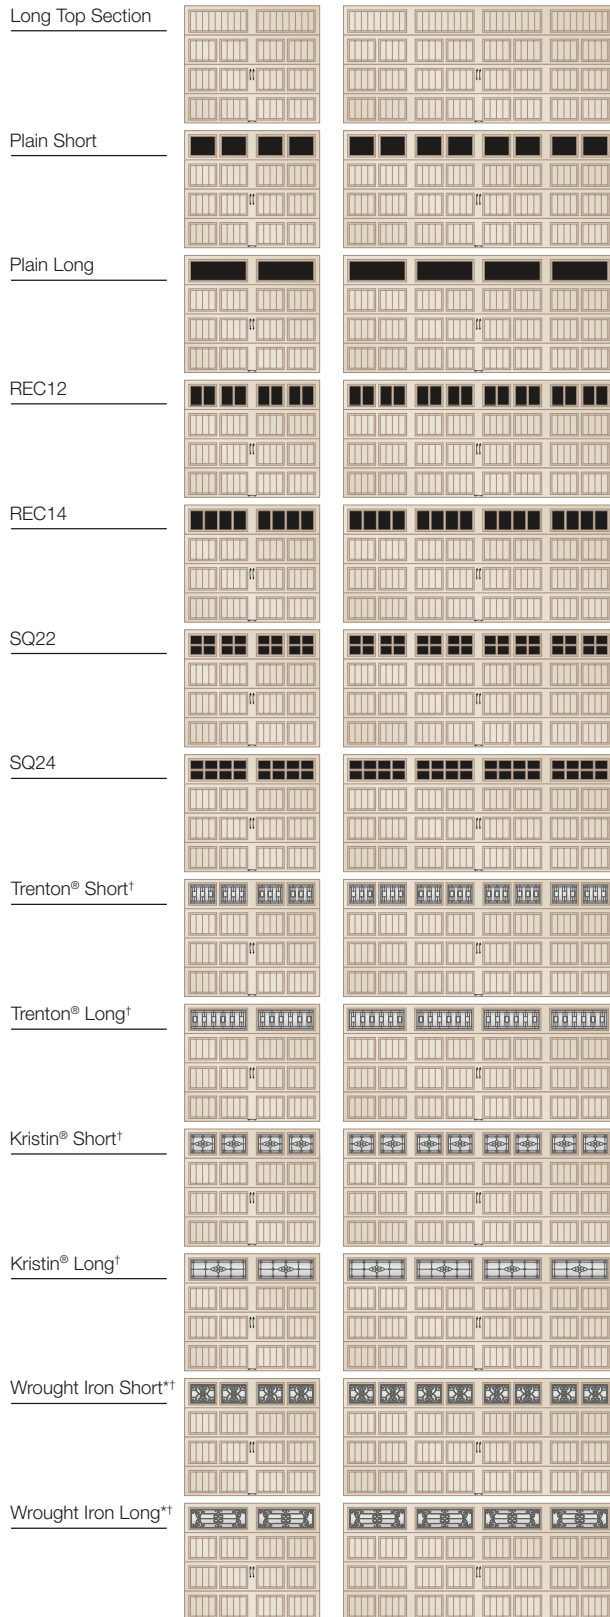 Long Top Section
Plain Short
Plain Long
REC12
REC14
SQ22
SQ24
Trenton® Short†
Trenton® Long†
Kristin® Short†
Kristin® Long†
Wrought Iron Short*†
Wrought Iron Long*†